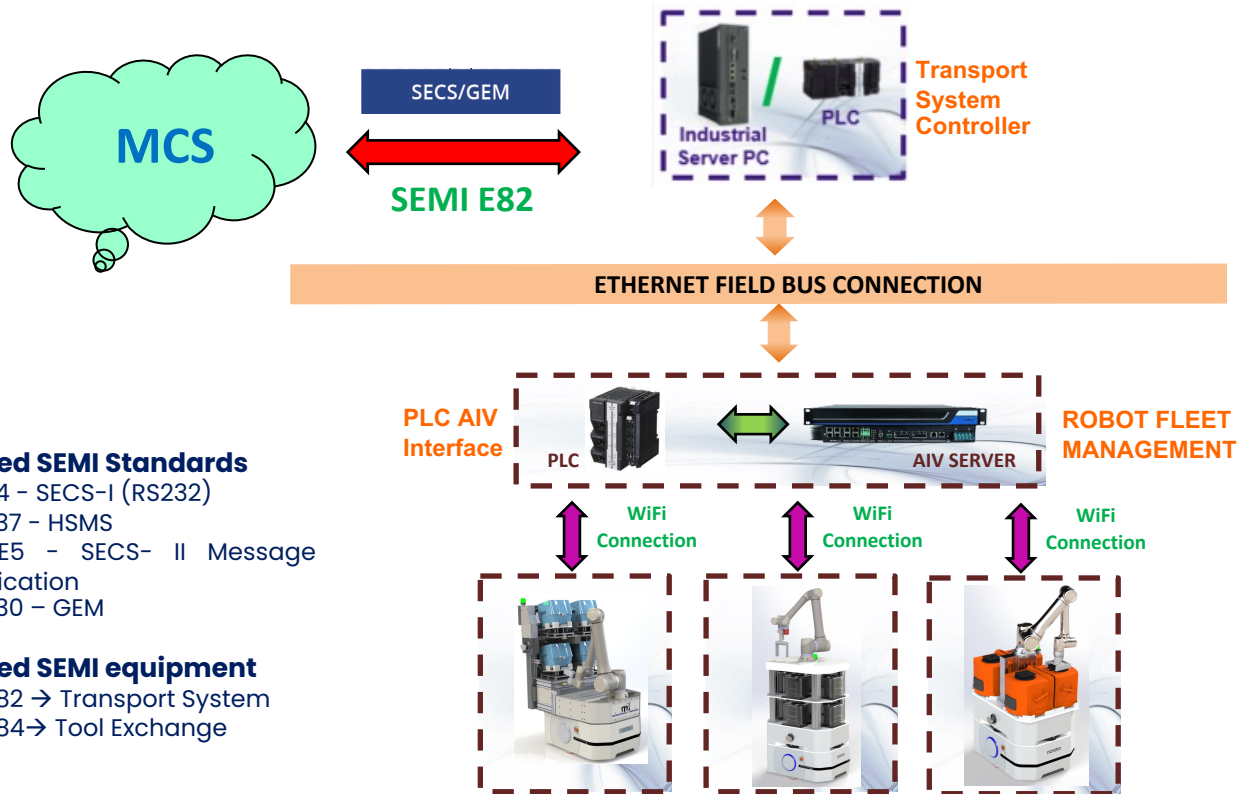 MCS
SECS/GEM
SEMI E82
Industrial
Server PC
PLC
Transport
System
Controller
ETHERNET FIELD BUS CONNECTION
PLC AIV
Interface
PLC
AIV SERVER
ROBOT FLEET
MANAGEMENT
WiFi
Connection
WiFi
Connection
WiFi
Connection
ed SEMI Standards
4 - SECS-I (RS232)
37 - HSMS
E5 - SECS- II Message
ication
30 – GEM
ed SEMI equipment
82 → Transport System
84→ Tool Exchange